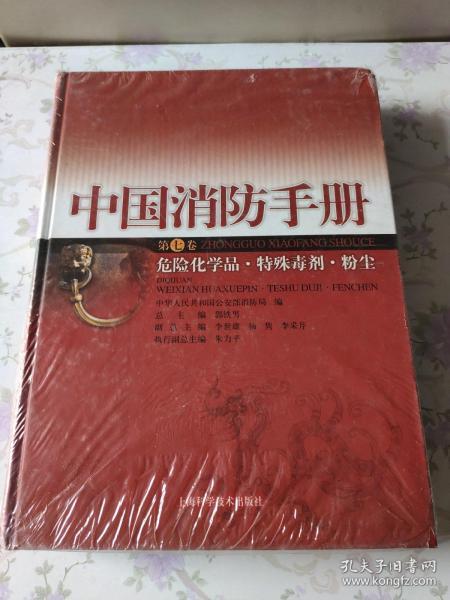 中国消防手册
第七卷 ZHONGGUO XIAOFANG SHOUCE
危险化学品·特殊毒剂·粉尘
DIQIJUAN
WEIXIAN HUAXUEPIN·TESHU DUJI·FENCHEN
中华人民共和国公安部消防局 编
总主编 郭铁男
副总主编 李世雄 杨隽 李采芹
执行副总主编 朱力平
上海科学技术出版社
孔夫子旧书网
www.kongfz.com